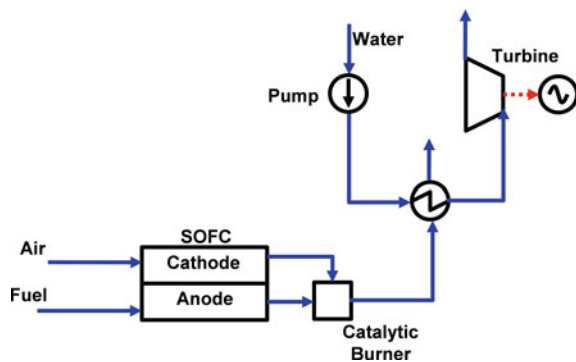 Water
Turbine
Pump
SOFC
Air
Cathode
Fuel
Anode
Catalytic
Burner